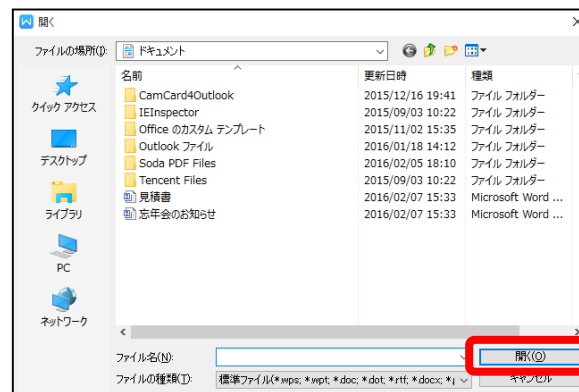 開く
ファイルの場所(I): ドキュメント
名前 更新日時 種類
CamCard4Outlook 2015/12/16 19:41 ファイル フォルダー
IEInspector 2015/09/03 10:22 ファイル フォルダー
Office のカスタム テンプレート 2015/11/02 15:35 ファイル フォルダー
Outlook ファイル 2016/01/18 14:12 ファイル フォルダー
Soda PDF Files 2016/02/05 18:10 ファイル フォルダー
Tencent Files 2015/09/03 10:22 ファイル フォルダー
見積書 2016/02/07 15:33 Microsoft Word ...
忘年会のお知らせ 2016/02/07 15:33 Microsoft Word ...
クイック アクセス
デスクトップ
ライブラリ
PC
ネットワーク
ファイル名(N): 開く(O)
ファイルの種類(T): 標準ファイル(*.wps; *.wpt; *.doc; *.dot; *.rtf; *.docx; キャンセル